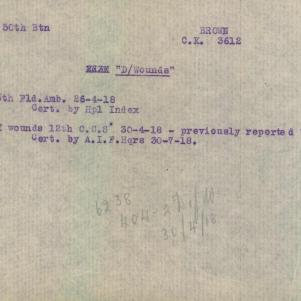 50th Btn
BROWN
C.K. 3612
"D/Wounds"
th Fld.Amb. 26-4-18
Cert. by Hpl Index
f wounds 12th C.C.S 30-4-18 - previously reported
Cert. by A.I.F.Hqrs 30-7-18.
6238
30/4/18